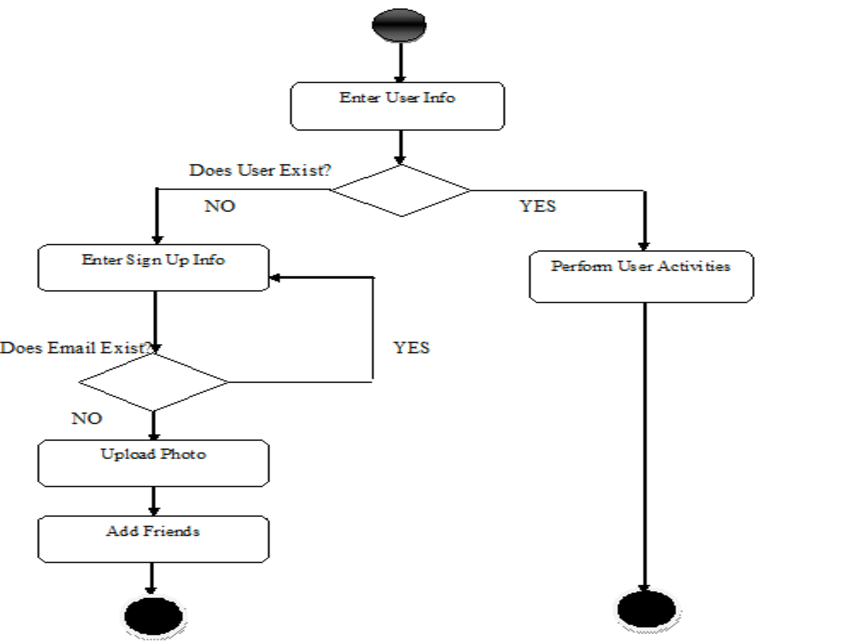 Enter User Info
Does User Exist?
NO
YES
Enter Sign Up Info
Perform User Activities
Does Email Exist?
YES
NO
Upload Photo
Add Friends